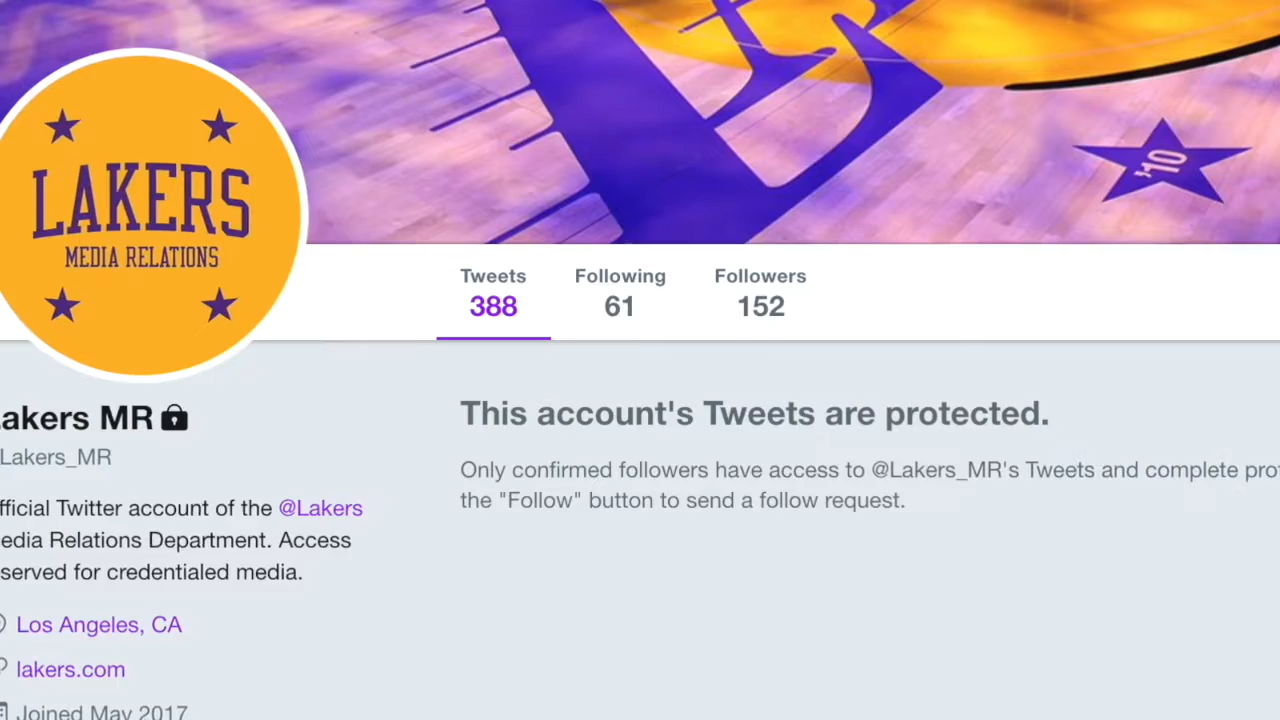 LAKERS
MEDIA RELATIONS
'10
Tweets Following Followers
388 61 152
akers MR
Lakers_MR
fficial Twitter account of the @Lakers
edia Relations Department. Access
served for credentialed media.
Los Angeles, CA
lakers.com
Joined May 2017
This account's Tweets are protected.
Only confirmed followers have access to @Lakers_MR's Tweets and complete pro
the "Follow" button to send a follow request.